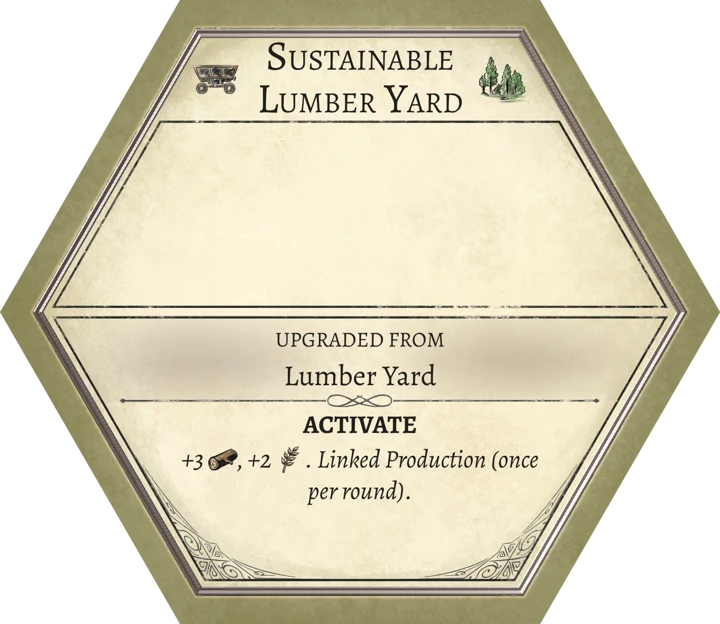 Sustainable
Lumber Yard
UPGRADED FROM
Lumber Yard
ACTIVATE
+3 , +2 . Linked Production (once
per round).